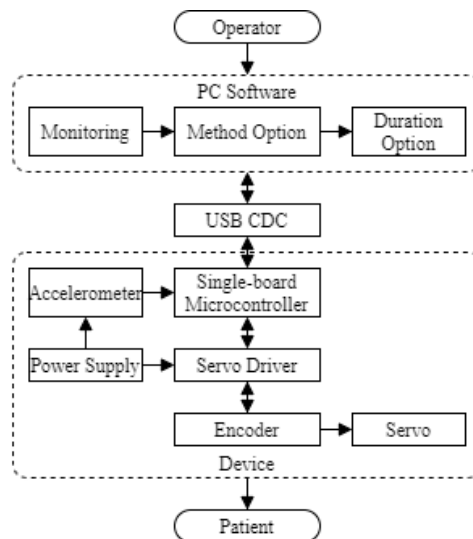 Operator
PC Software
Monitoring
Method Option
Duration
Option
USB CDC
Accelerometer
Single-board
Microcontroller
Power Supply
Servo Driver
Encoder
Servo
Device
Patient